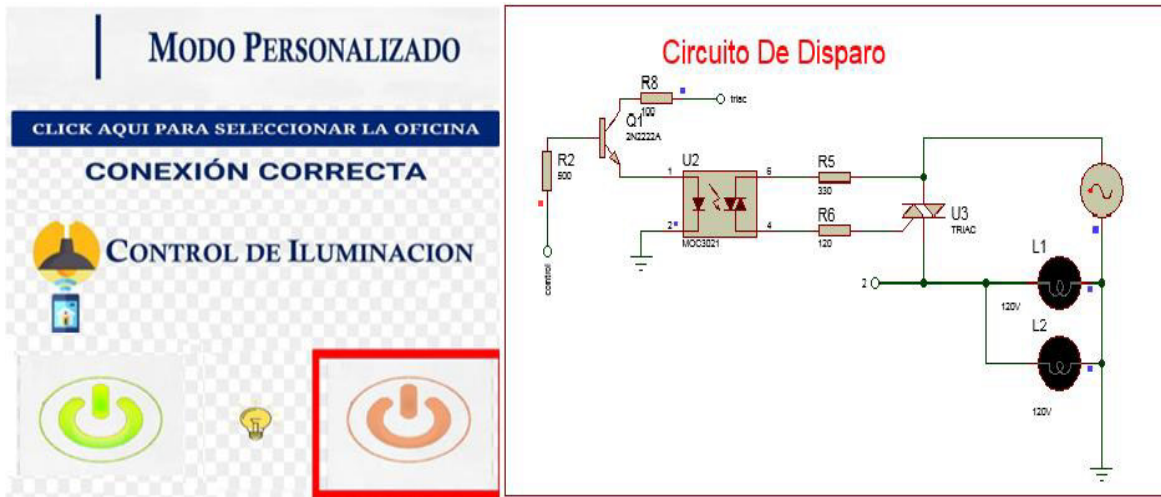 MODO PERSONALIZADO
CLICK AQUI PARA SELECCIONAR LA OFICINA
CONEXIÓN CORRECTA
CONTROL DE ILUMINACION
Circuito De Disparo
R8
100
triac
Q1
2N2222A
R2
500
control
U2
1
2
6
4
MOC3021
R5
330
R6
120
U3
TRIAC
2
L1
120V
L2
120V